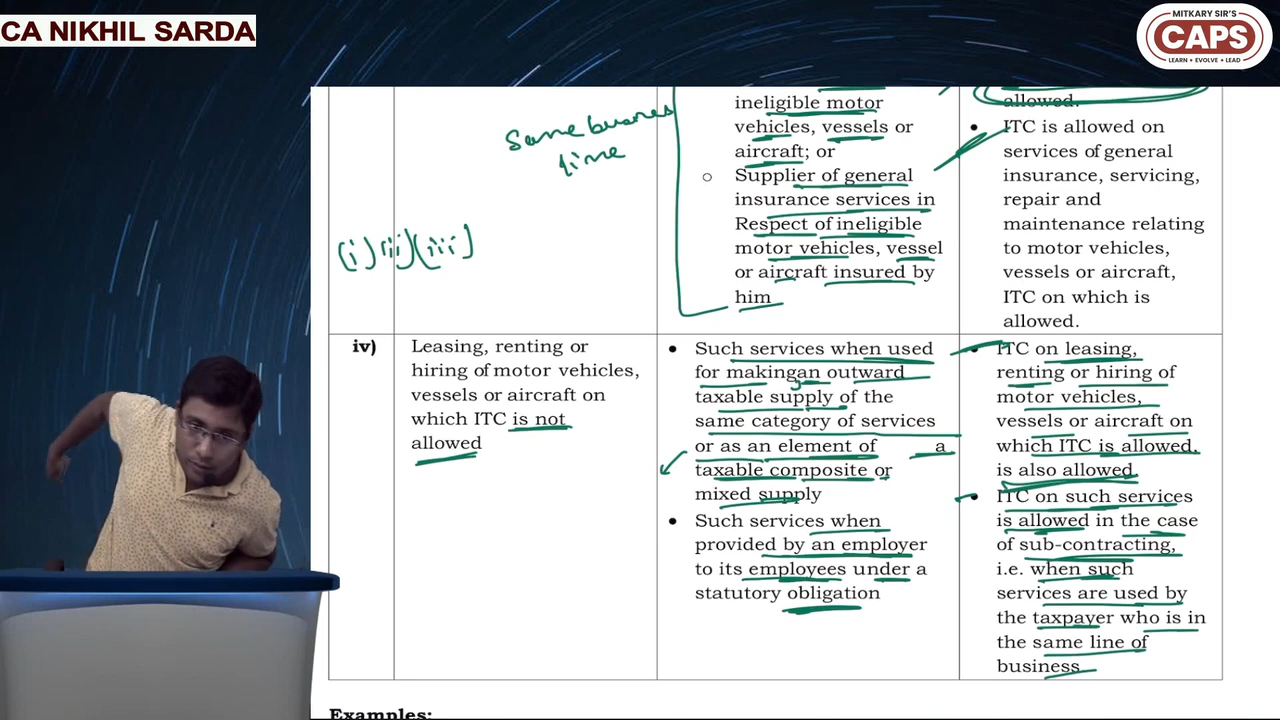 CA NIKHIL SARDA
MITKARY SIR'S
CAPS
LEARN • EVOLVE • LEAD
Same
line
(i) (ii) (iii)
ineligible motor
vehicles, vessels or
aircraft; or
o Supplier of general
insurance services in
Respect of ineligible
motor vehicles, vessel
or aircraft insured by
him
allowed.
• ITC is allowed on
services of general
insurance, servicing,
repair and
maintenance relating
to motor vehicles,
vessels or aircraft,
ITC on which is
allowed.
iv)
Leasing, renting or
hiring of motor vehicles,
vessels or aircraft on
which ITC is not
allowed
• Such services when used
for makingan outward
taxable supply of the
same category of services
or as an element of a
taxable composite or
mixed supply
• Such services when
provided by an employer
to its employees under a
statutory obligation
• ITC on leasing,
renting or hiring of
motor vehicles,
vessels or aircraft on
which ITC is allowed,
is also allowed
• ITC on such services
is allowed in the case
of sub-contracting,
i.e. when such
services are used by
the taxpayer who is in
the same line of
business
Examples: